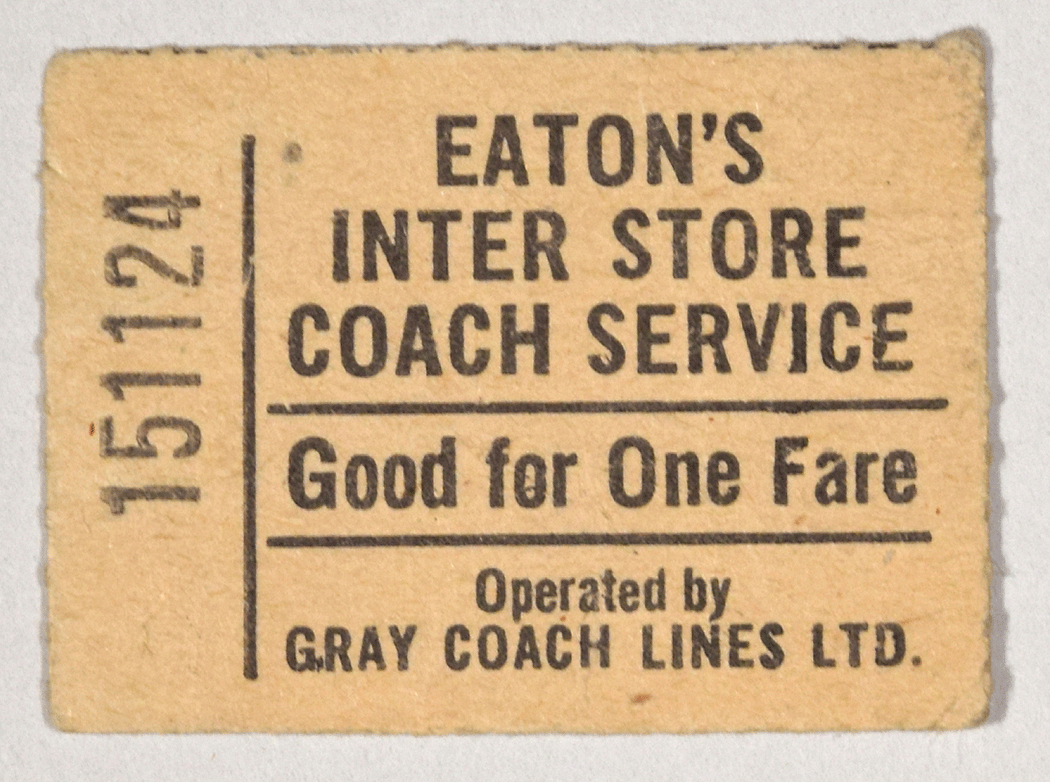 151124
EATON'S
INTER STORE
COACH SERVICE
Good for One Fare
Operated by
GRAY COACH LINES LTD.